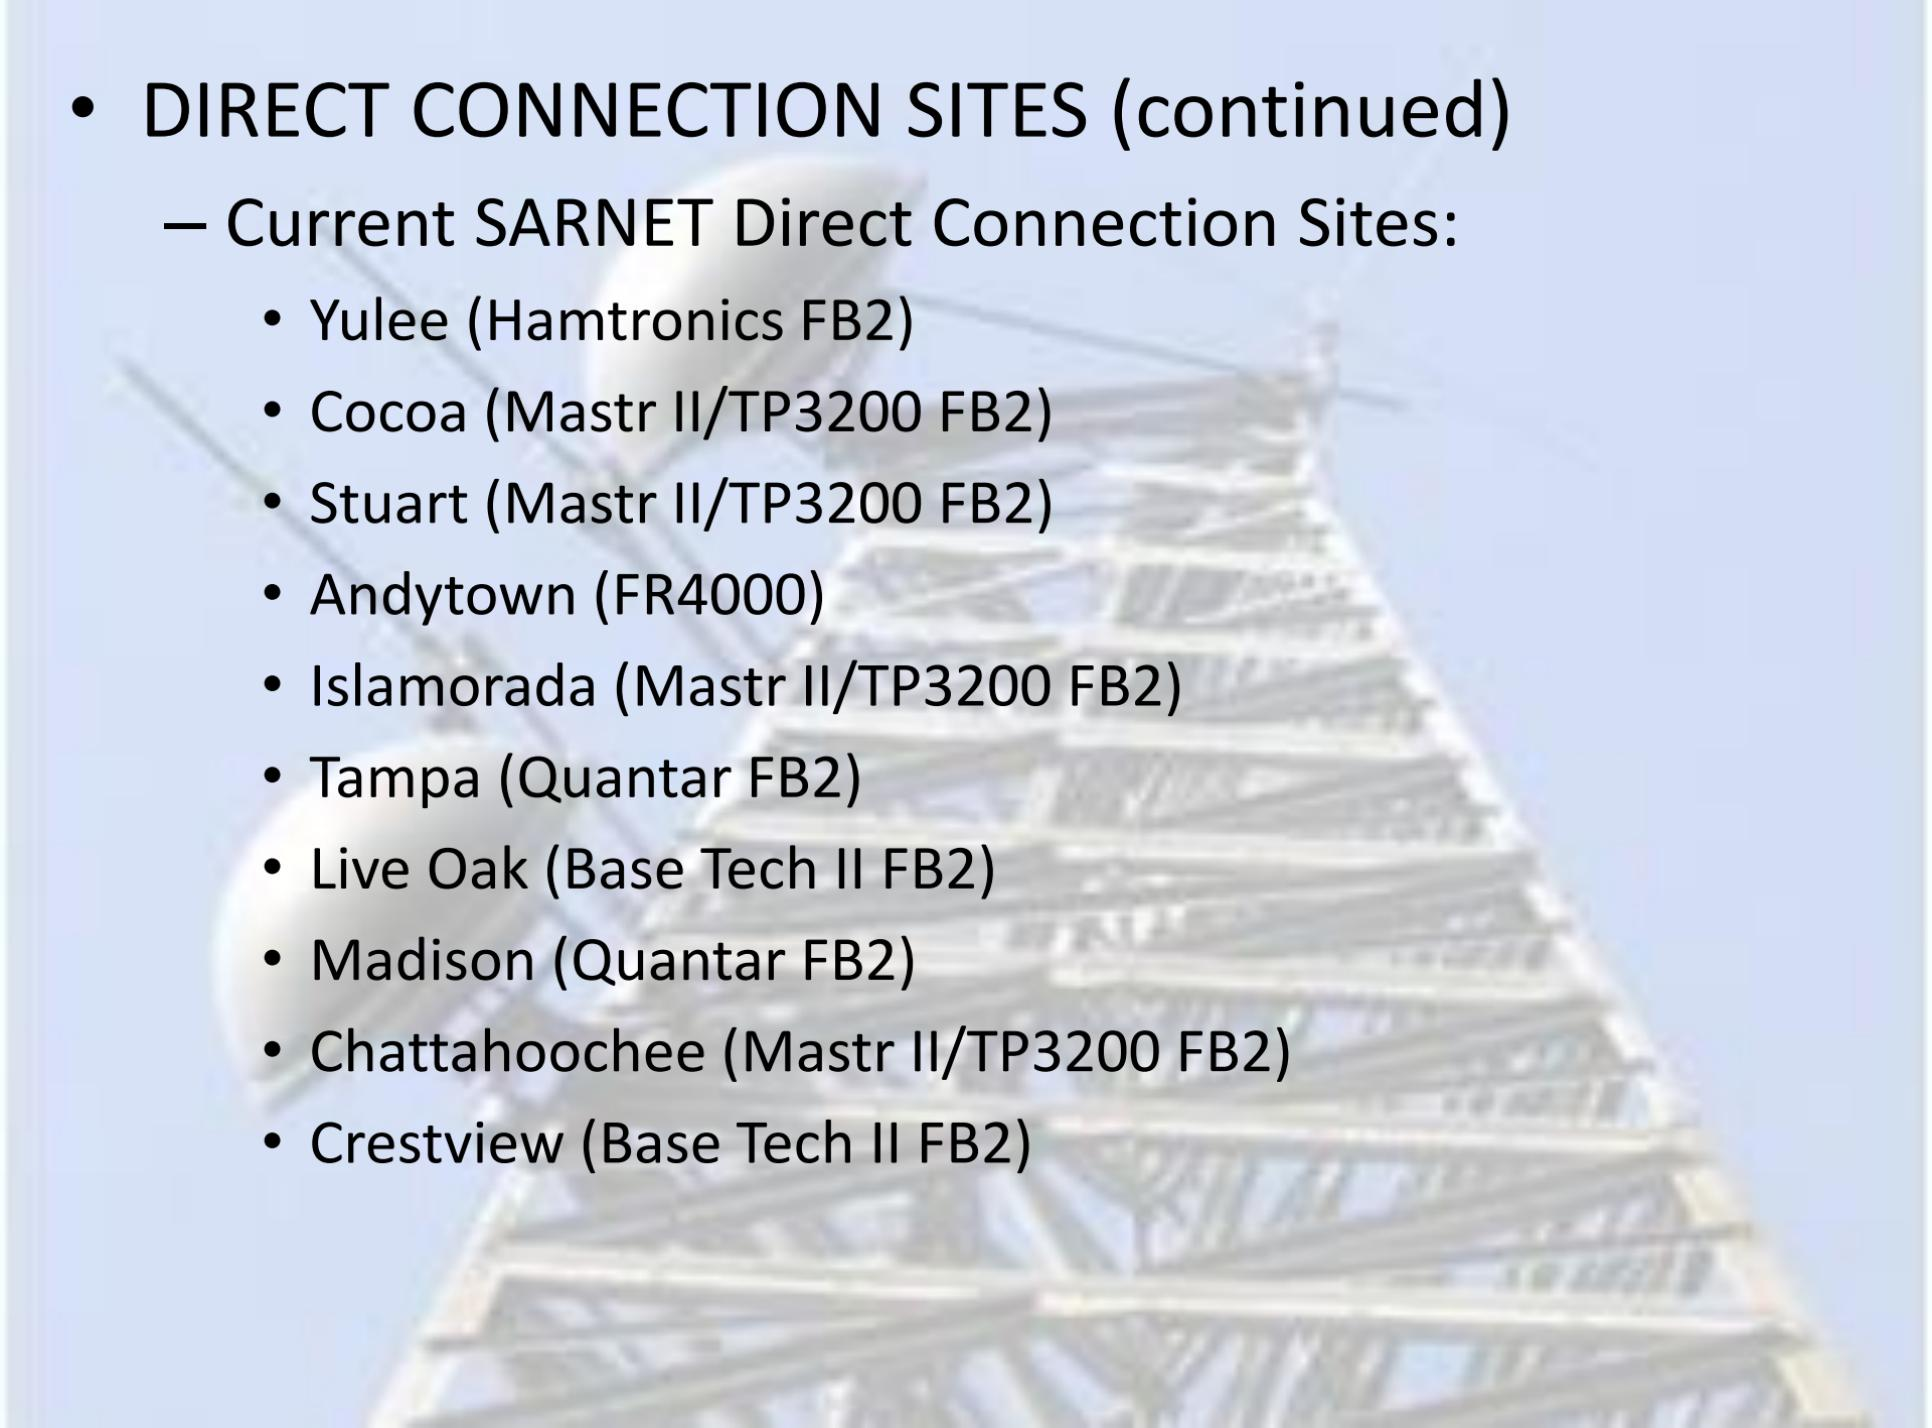 • DIRECT CONNECTION SITES (continued)
– Current SARNET Direct Connection Sites:
• Yulee (Hamtronics FB2)
• Cocoa (Mastr II/TP3200 FB2)
• Stuart (Mastr II/TP3200 FB2)
• Andytown (FR4000)
• Islamorada (Mastr II/TP3200 FB2)
• Tampa (Quantar FB2)
• Live Oak (Base Tech II FB2)
• Madison (Quantar FB2)
• Chattahoochee (Mastr II/TP3200 FB2)
• Crestview (Base Tech II FB2)